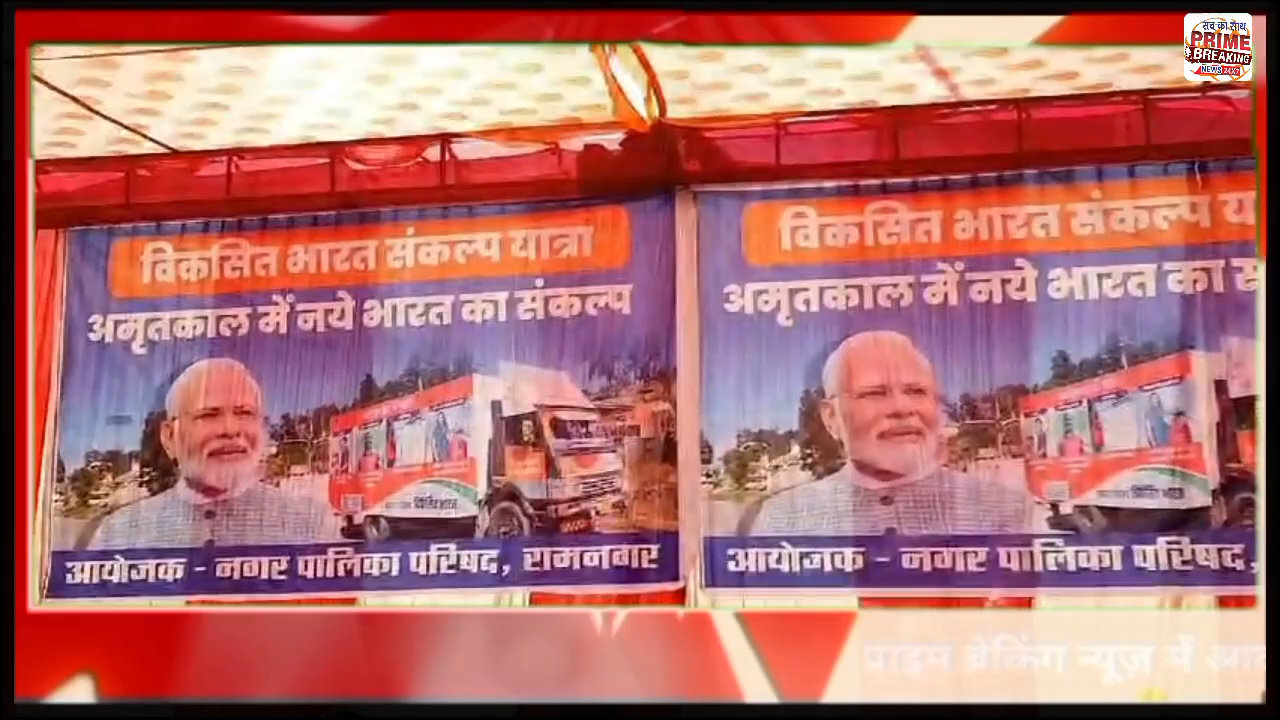 सब का साथ
PRIME
BREAKING
NEWS 24X7
विकसित भारत संकल्प यात्रा
अमृतकाल में नये भारत का संकल्प
आयोजक - नगर पालिका परिषद, रामनगर
विकसित भारत संकल्प य
अमृतकाल में नये भारत का स
आयोजक - नगर पालिका परिषद,
प्राइम ब्रेकिंग न्यूज़ में आ